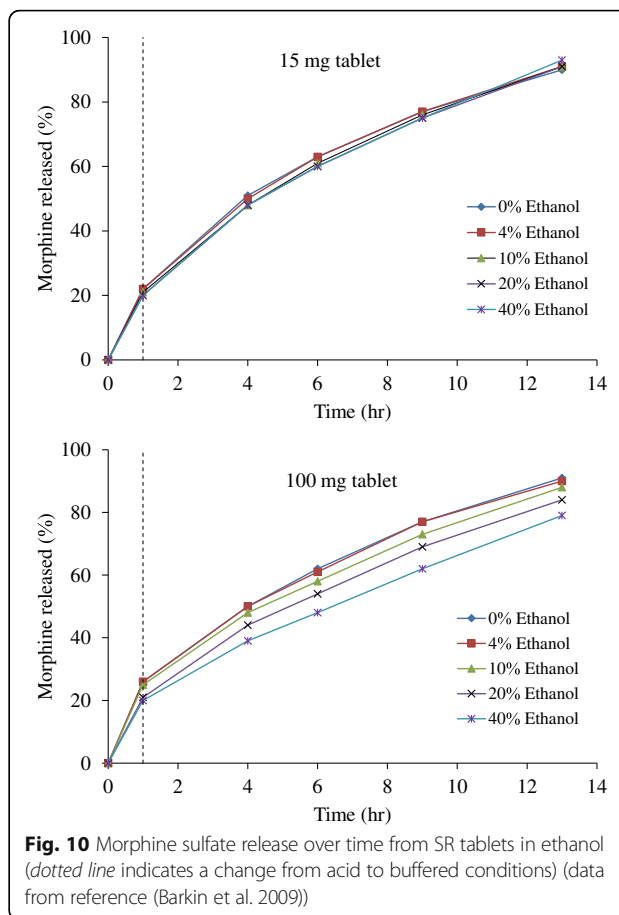 100
80
60
40
20
0
Morphine released (%)
15 mg tablet
0% Ethanol
4% Ethanol
10% Ethanol
20% Ethanol
40% Ethanol
0 2 4 6 8 10 12 14
Time (hr)
100
80
60
40
20
0
Morphine released (%)
100 mg tablet
0% Ethanol
4% Ethanol
10% Ethanol
20% Ethanol
40% Ethanol
0 2 4 6 8 10 12 14
Time (hr)
Fig. 10 Morphine sulfate release over time from SR tablets in ethanol
(dotted line indicates a change from acid to buffered conditions) (data
from reference (Barkin et al. 2009))